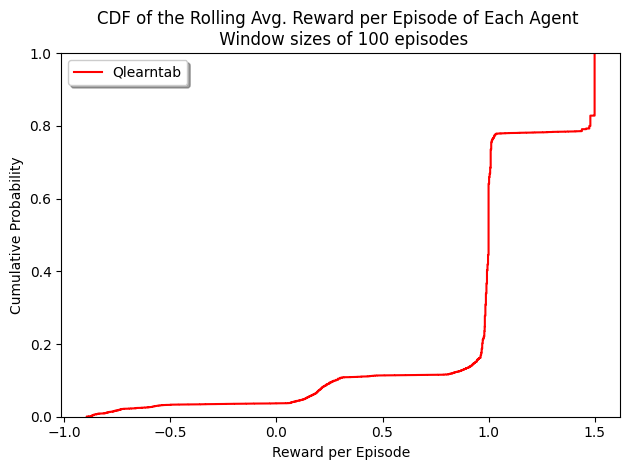 CDF of the Rolling Avg. Reward per Episode of Each Agent
Window sizes of 100 episodes
Qlearntab
Cumulative Probability
1.0
0.8
0.6
0.4
0.2
0.0
−1.0 −0.5 0.0 0.5 1.0 1.5
Reward per Episode